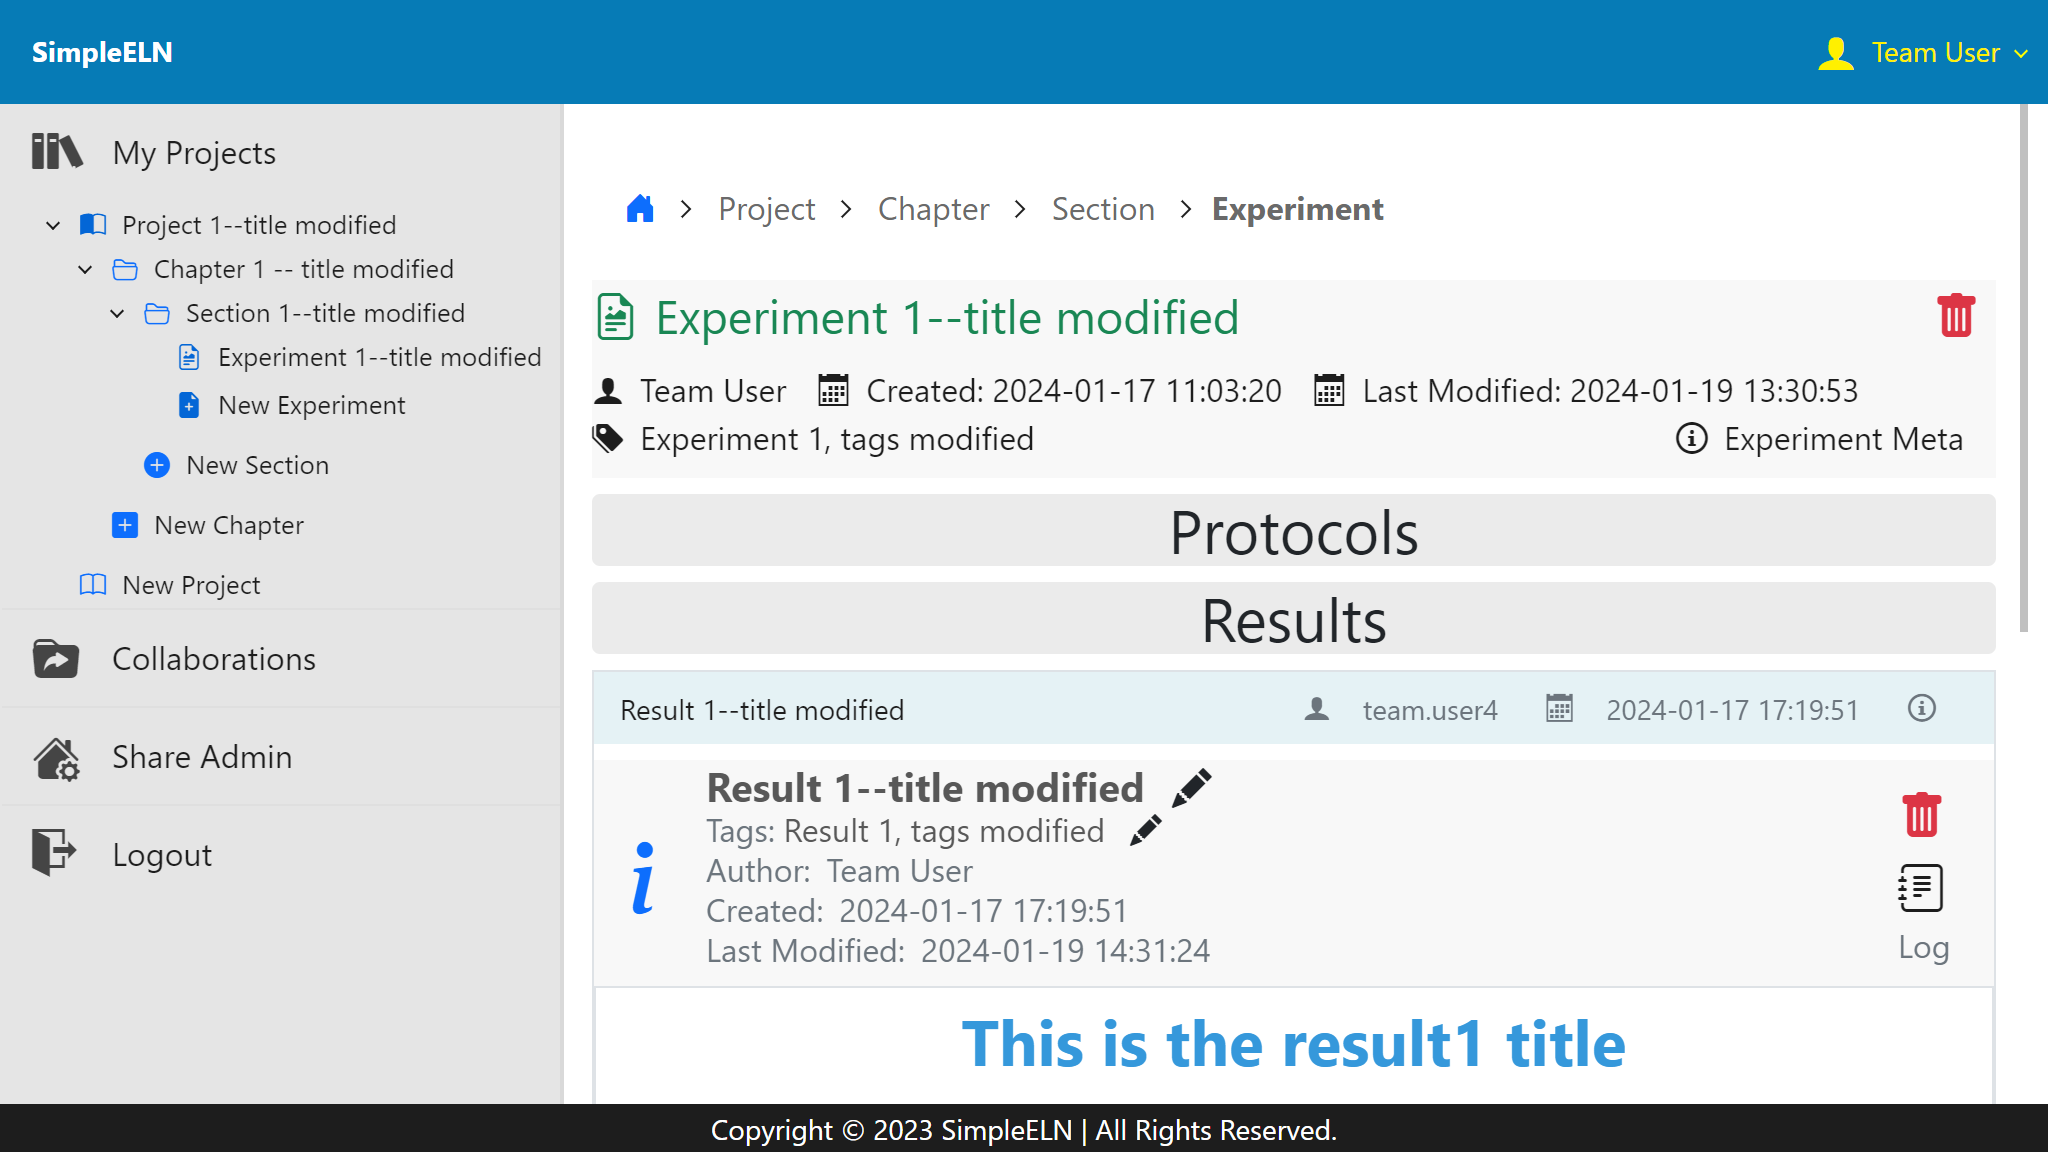 SimpleELN
Team User
My Projects
Project 1--title modified
Chapter 1 -- title modified
Section 1--title modified
Experiment 1--title modified
New Experiment
New Section
New Chapter
New Project
Collaborations
Share Admin
Logout
Project Chapter Section Experiment
Experiment 1--title modified
Team User Created: 2024-01-17 11:03:20 Last Modified: 2024-01-19 13:30:53
Experiment 1, tags modified Experiment Meta
Protocols
Results
Result 1--title modified team.user4 2024-01-17 17:19:51
Result 1--title modified
Tags: Result 1, tags modified
Author: Team User
Created: 2024-01-17 17:19:51
Last Modified: 2024-01-19 14:31:24
Log
This is the result1 title
Copyright © 2023 SimpleELN | All Rights Reserved.